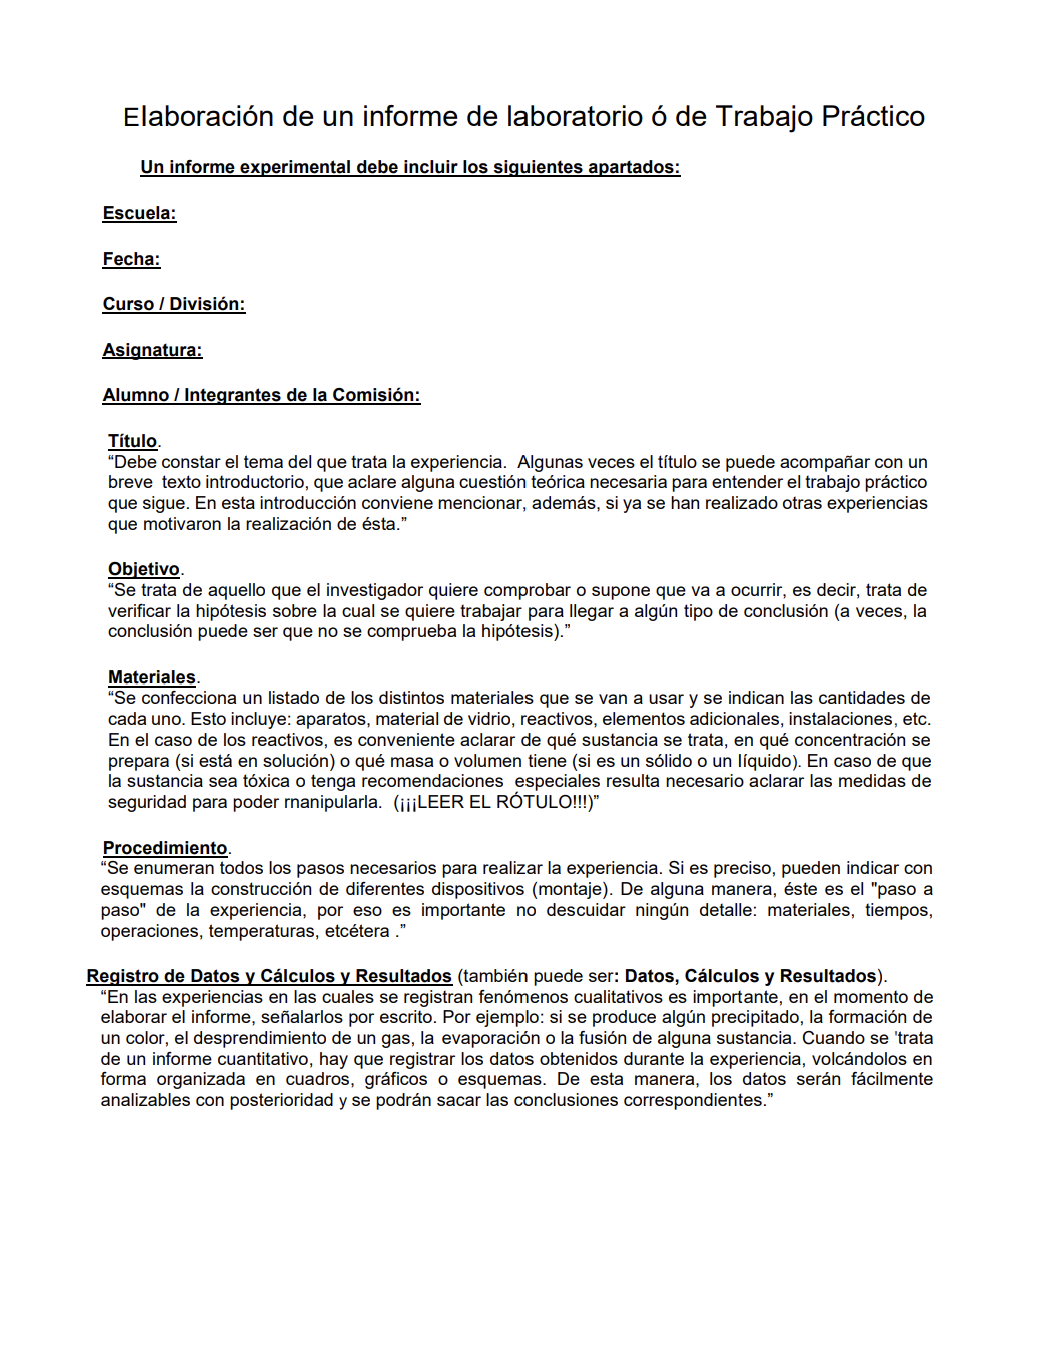 Elaboración de un informe de laboratorio ó de Trabajo Práctico
Un informe experimental debe incluir los siguientes apartados:
Escuela:
Fecha:
Curso / División:
Asignatura:
Alumno / Integrantes de la Comisión:
Título.
“Debe constar el tema del que trata la experiencia. Algunas veces el título se puede acompañar con un
breve texto introductorio, que aclare alguna cuestión teórica necesaria para entender el trabajo práctico
que sigue. En esta introducción conviene mencionar, además, si ya se han realizado otras experiencias
que motivaron la realización de ésta.”
Objetivo.
“Se trata de aquello que el investigador quiere comprobar o supone que va a ocurrir, es decir, trata de
verificar la hipótesis sobre la cual se quiere trabajar para llegar a algún tipo de conclusión (a veces, la
conclusión puede ser que no se comprueba la hipótesis).”
Materiales.
“Se confecciona un listado de los distintos materiales que se van a usar y se indican las cantidades de
cada uno. Esto incluye: aparatos, material de vidrio, reactivos, elementos adicionales, instalaciones, etc.
En el caso de los reactivos, es conveniente aclarar de qué sustancia se trata, en qué concentración se
prepara (si está en solución) o qué masa o volumen tiene (si es un sólido o un líquido). En caso de que
la sustancia sea tóxica o tenga recomendaciones especiales resulta necesario aclarar las medidas de
seguridad para poder rnanipularla. (¡¡¡LEER EL RÓTULO!!!)”
Procedimiento.
“Se enumeran todos los pasos necesarios para realizar la experiencia. Si es preciso, pueden indicar con
esquemas la construcción de diferentes dispositivos (montaje). De alguna manera, éste es el "paso a
paso" de la experiencia, por eso es importante no descuidar ningún detalle: materiales, tiempos,
operaciones, temperaturas, etcétera .”
Registro de Datos y Cálculos y Resultados (también puede ser: Datos, Cálculos y Resultados).
“En las experiencias en las cuales se registran fenómenos cualitativos es importante, en el momento de
elaborar el informe, señalarlos por escrito. Por ejemplo: si se produce algún precipitado, la formación de
un color, el desprendimiento de un gas, la evaporación o la fusión de alguna sustancia. Cuando se 'trata
de un informe cuantitativo, hay que registrar los datos obtenidos durante la experiencia, volcándolos en
forma organizada en cuadros, gráficos o esquemas. De esta manera, los datos serán fácilmente
analizables con posterioridad y se podrán sacar las conclusiones correspondientes.”